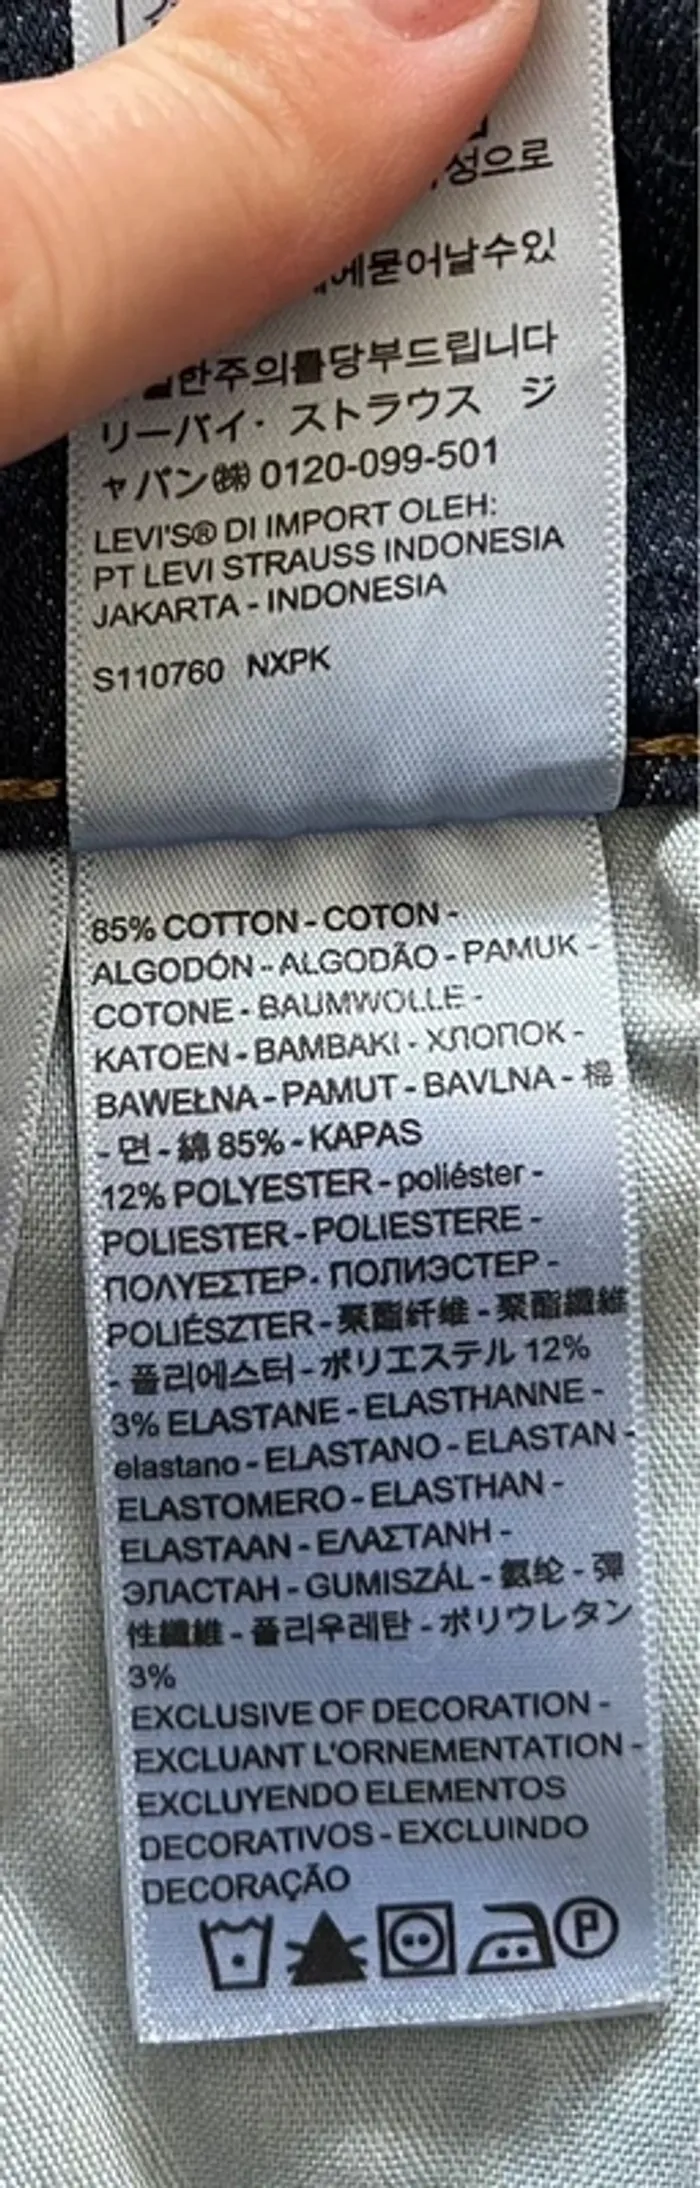 성으로
에묻어날수있
한주의를당부드립니다
リーバイ・ストラウス ジ
ャパン㈱ 0120-099-501
LEVI'S® DI IMPORT OLEH:
PT LEVI STRAUSS INDONESIA
JAKARTA - INDONESIA
S110760 NXPK
85% COTTON - COTON -
ALGODÓN - ALGODÃO - PAMUK -
COTONE - BAUMWOLLE -
KATOEN - BAMBAKI - ХЛОПОК -
BAWEŁNA - PAMUT - BAVLNA - 棉
- 면 - 綿 85% - KAPAS
12% POLYESTER - poliéster -
POLIESTER - POLIESTERE -
ΠΟΛΥΕΣΤΕΡ - ПОЛИЭСТЕР -
POLIÉSZTER - 聚酯纤维 - 聚酯纖維
- 폴리에스터 - ポリエステル 12%
3% ELASTANE - ELASTHANNE -
elastano - ELASTANO - ELASTAN -
ELASTOMERO - ELASTHAN -
ELASTAAN - ΕΛΑΣΤΑΝΗ -
ЭЛАСТАН - GUMISZÁL - 氨纶 - 彈
性纖維 - 폴리우레탄 - ポリウレタン
3%
EXCLUSIVE OF DECORATION -
EXCLUANT L'ORNEMENTATION -
EXCLUYENDO ELEMENTOS
DECORATIVOS - EXCLUINDO
DECORAÇÃO
P